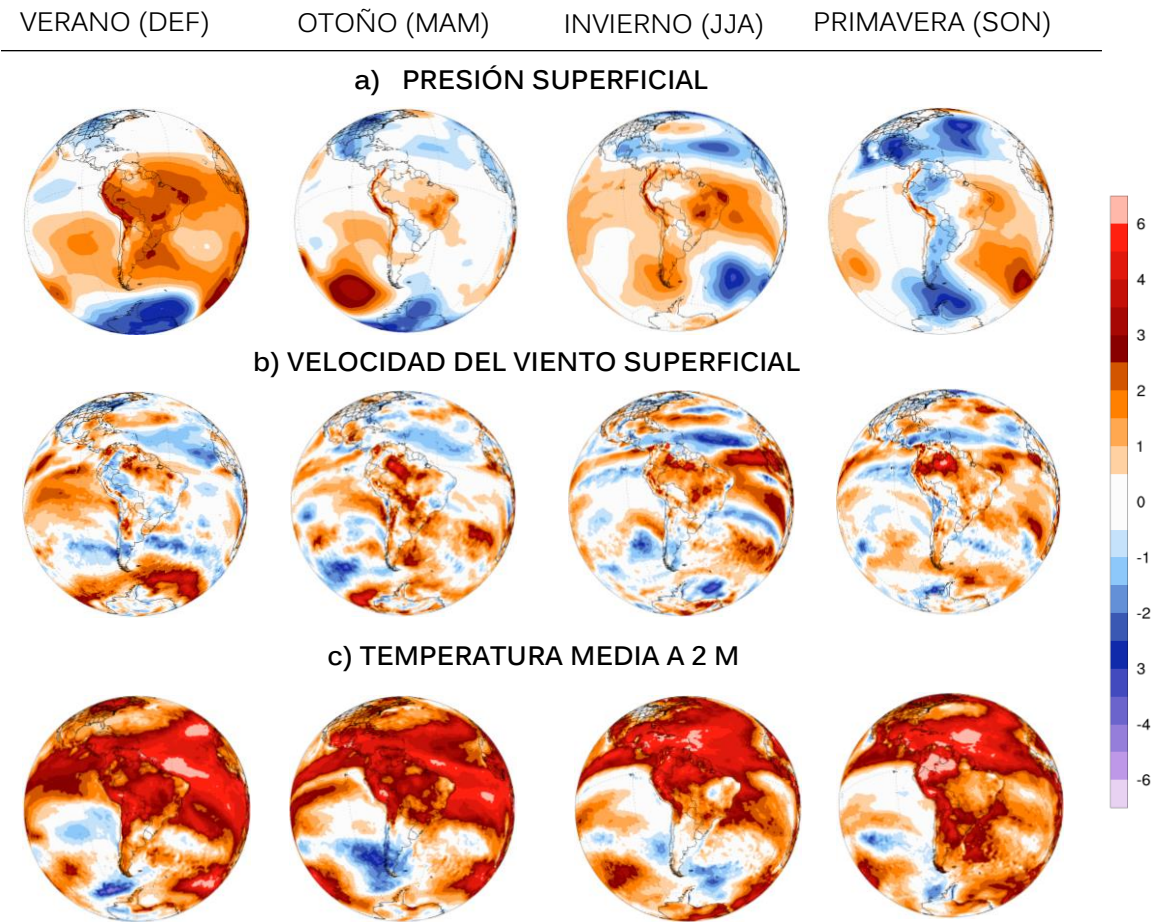 VERANO (DEF) OTOÑO (MAM) INVIERNO (JJA) PRIMAVERA (SON)
a) PRESIÓN SUPERFICIAL
b) VELOCIDAD DEL VIENTO SUPERFICIAL
c) TEMPERATURA MEDIA A 2 M
6
4
3
2
1
0
-1
-2
3
-4
-6